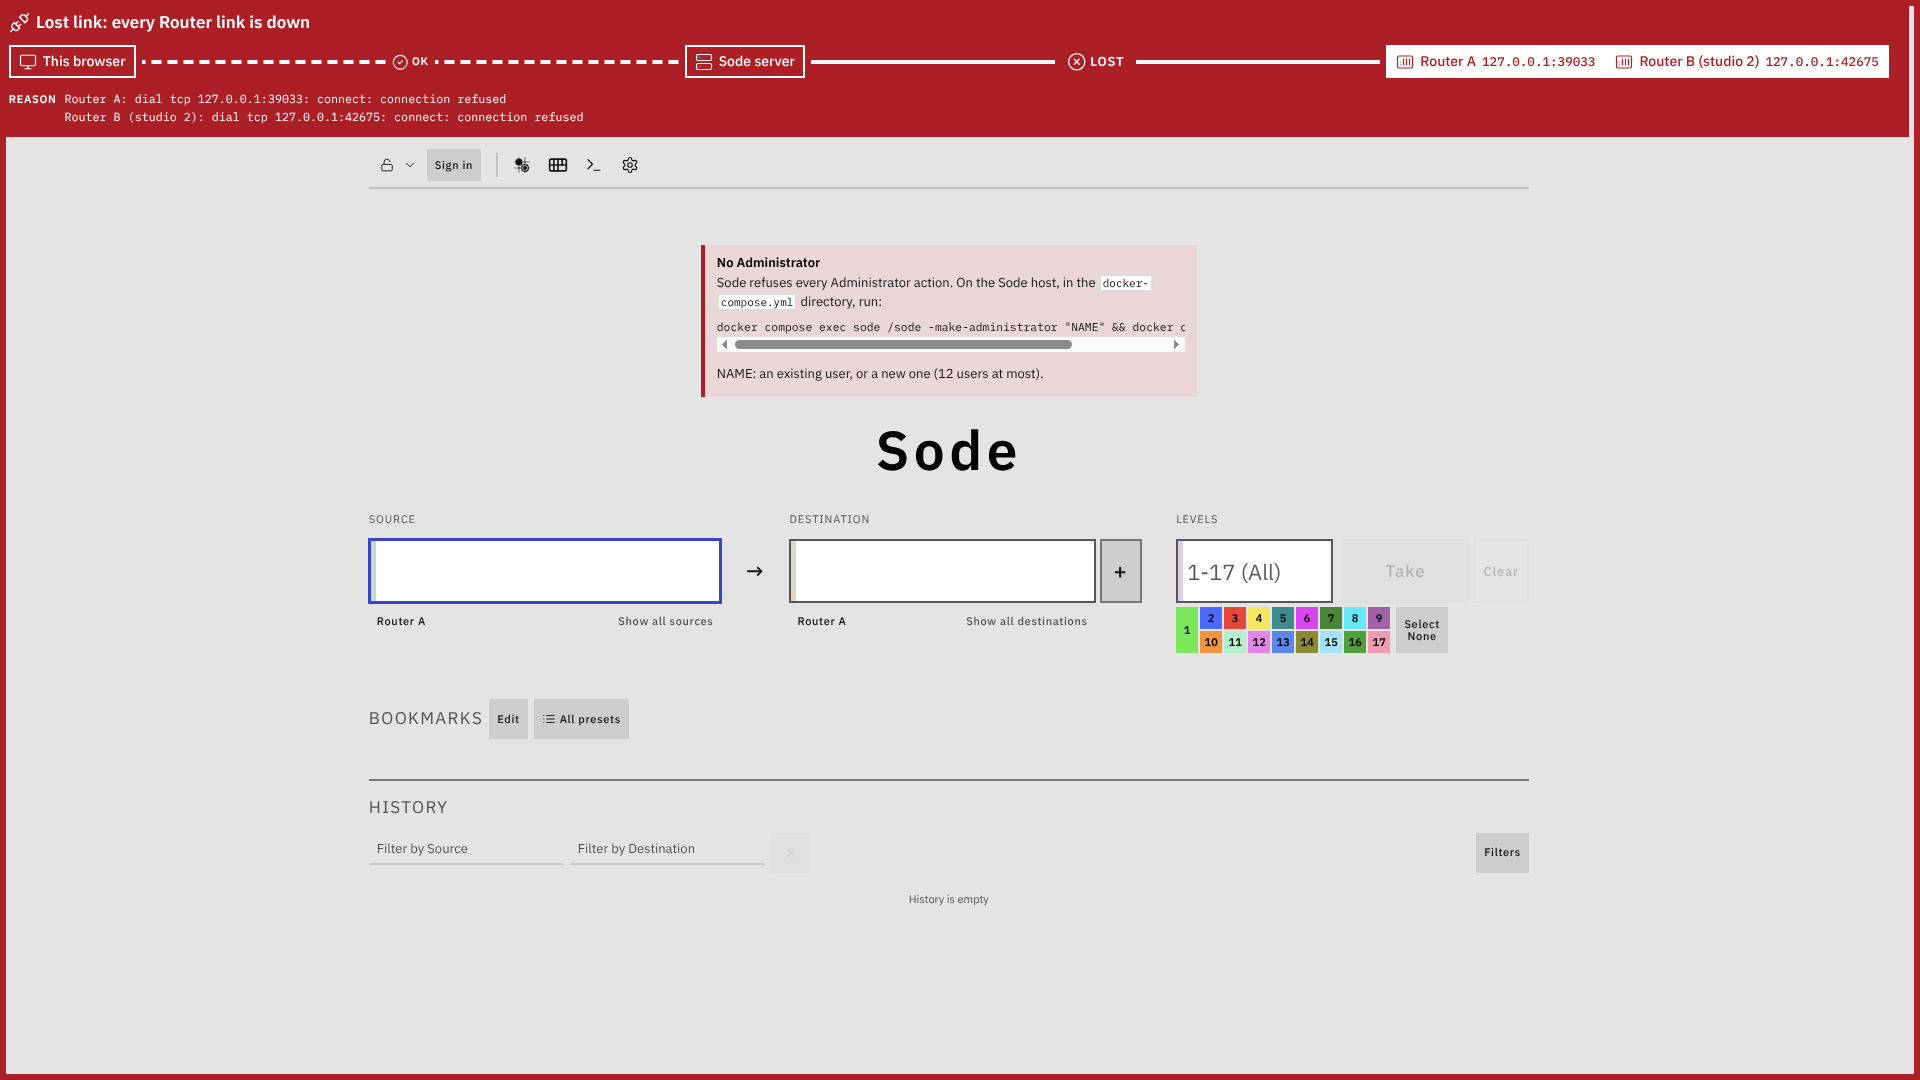 Lost link: every Router link is down
This browser
OK
Sode server
LOST
Router A 127.0.0.1:39033
Router B (studio 2) 127.0.0.1:42675
REASON Router A: dial tcp 127.0.0.1:39033: connect: connection refused
Router B (studio 2): dial tcp 127.0.0.1:42675: connect: connection refused
Sign in
No Administrator
Sode refuses every Administrator action. On the Sode host, in the docker-
compose.yml directory, run:
docker compose exec sode /sode -make-administrator "NAME" && docker c
NAME: an existing user, or a new one (12 users at most).
Sode
SOURCE
DESTINATION
LEVELS
→
+
1-17 (All)
Take
Clear
Router A
Show all sources
Router A
Show all destinations
1
2 3 4 5 6 7 8 9
10 11 12 13 14 15 16 17
Select
None
BOOKMARKS
Edit
All presets
HISTORY
Filter by Source
Filter by Destination
Filters
History is empty